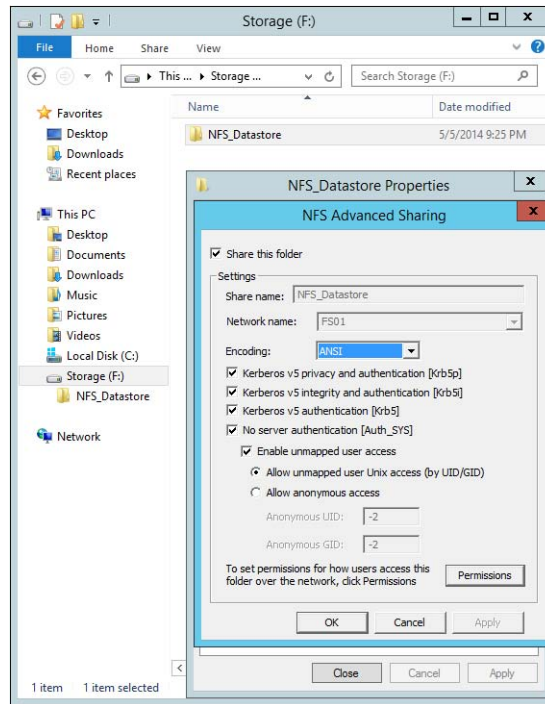 Storage (F:)
File Home Share View
This ... Storage ... Search Storage (F:)
Favorites
Desktop
Downloads
Recent places
This PC
Desktop
Documents
Downloads
Music
Pictures
Videos
Local Disk (C:)
Storage (F:)
NFS_Datastore
Network
Name Date modified
NFS_Datastore 5/5/2014 9:25 PM
NFS_Datastore Properties
NFS Advanced Sharing
Share this folder
Settings
Share name: NFS_Datastore
Network name: FS01
Encoding: ANSI
Kerberos v5 privacy and authentication [Krb5p]
Kerberos v5 integrity and authentication [Krb5i]
Kerberos v5 authentication [Krb5]
No server authentication [Auth_SYS]
Enable unmapped user access
Allow unmapped user Unix access (by UID/GID)
Allow anonymous access
Anonymous UID: -2
Anonymous GID: -2
To set permissions for how users access this
folder over the network, click Permissions
Permissions
OK Cancel Apply
Close Cancel Apply
1 item 1 item selected